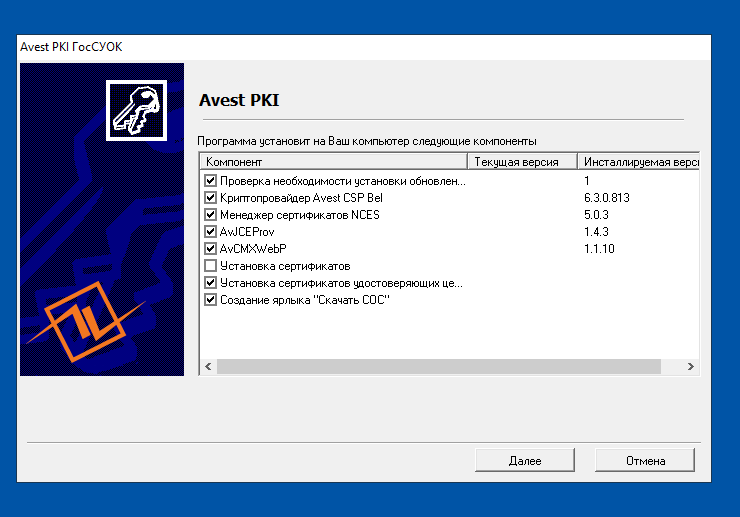 Avest PKI ГосСУОК
Avest PKI
Программа установит на Ваш компьютер следующие компоненты
Компонент Текущая версия Инсталлируемая верси
Проверка необходимости установки обновлен... 1
Криптопровайдер Avest CSP Bel 6.3.0.813
Менеджер сертификатов NCES 5.0.3
AvJCEProv 1.4.3
AvCMXWebP 1.1.10
Установка сертификатов
Установка сертификатов удостоверяющих це...
Создание ярлыка "Скачать СОС"
Далее Отмена